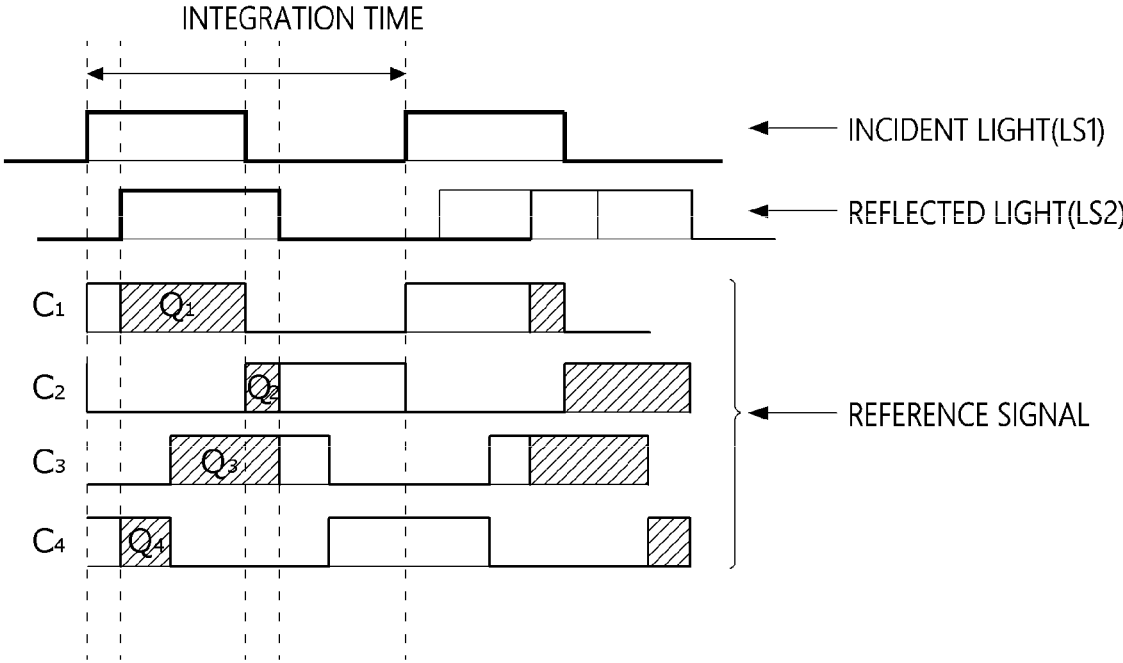 INTEGRATION TIME
INCIDENT LIGHT(LS1)
REFLECTED LIGHT(LS2)
C1 Q1
C2 Q2
REFERENCE SIGNAL
C3 Q3
C4 Q4